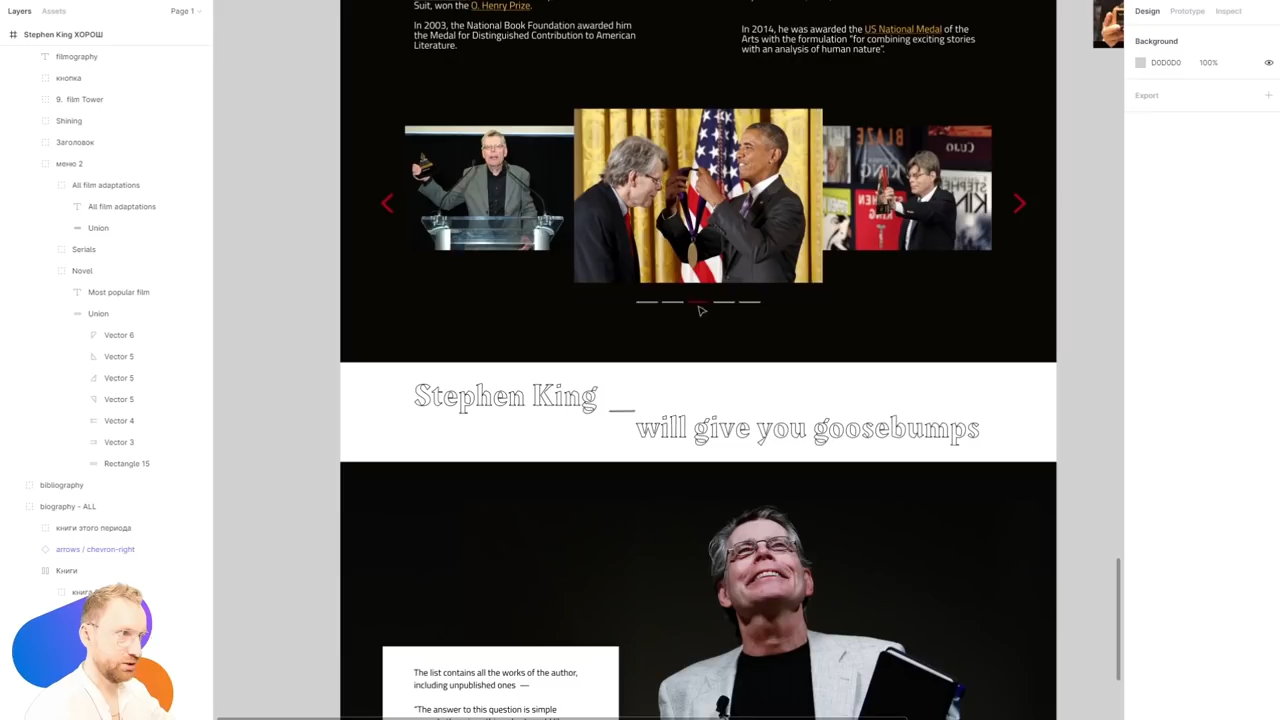 Layers
Assets
Page 1
Stephen King ХОРОШ
filmography
кнопка
9. film Tower
Shining
Заголовок
меню 2
All film adaptations
All film adaptations
Union
Serials
Novel
Most popular film
Union
Vector 6
Vector 5
Vector 5
Vector 5
Vector 4
Vector 3
Rectangle 15
bibliography
biography - ALL
книги этого периода
arrows / chevron-right
Книги
Suit, won the O. Henry Prize.
In 2003, the National Book Foundation awarded him
the Medal for Distinguished Contribution to American
Literature.
In 2014, he was awarded the US National Medal of the
Arts with the formulation “for combining exciting stories
with an analysis of human nature”.
Stephen King __
will give you goosebumps
The list contains all the works of the author,
including unpublished ones —
“The answer to this question is simple
Design
Prototype
Inspect
Background
D0D0D0
100%
Export